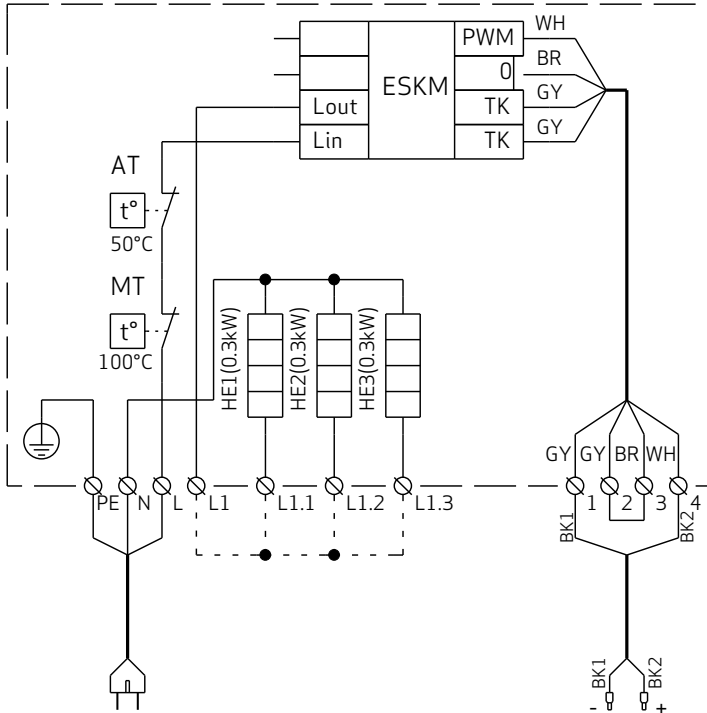 WH
PWM
BR
0
ESKM
GY
Lout
TK
GY
Lin
TK
AT
t°
50°C
MT
t°
100°C
HE1(0.3kW)
HE2(0.3kW)
HE3(0.3kW)
GY GY BR WH
PE N L L1 L1.1 L1.2 L1.3 1 2 3 4
BK1 BK2
BK1 BK2
- +